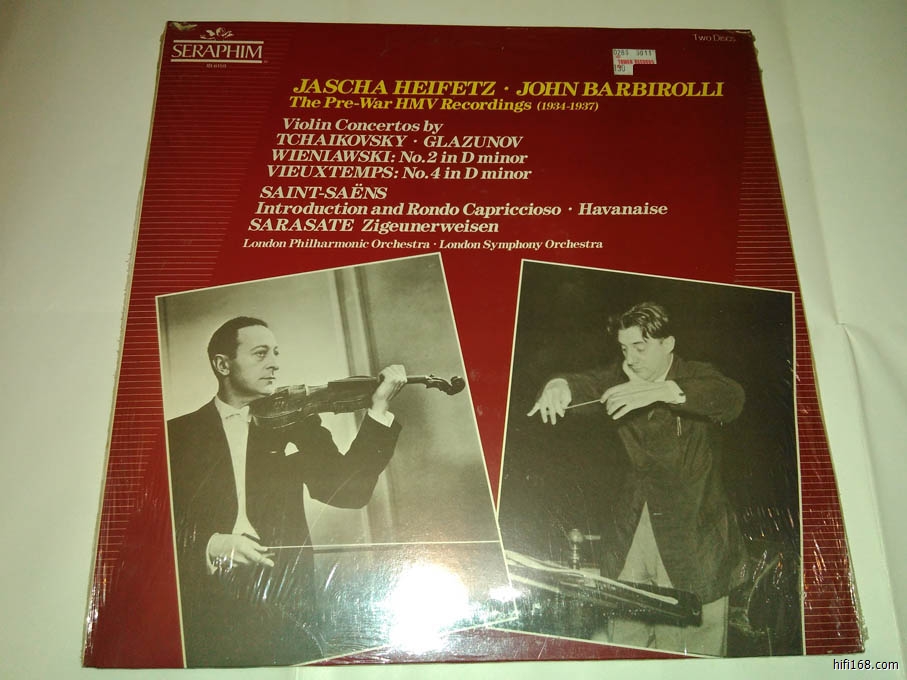 SERAPHIM
Two Discs
TOWER RECORDS
JASCHA HEIFETZ · JOHN BARBIROLLI
The Pre-War HMV Recordings (1934-1937)
Violin Concertos by
TCHAIKOVSKY · GLAZUNOV
WIENIAWSKI: No. 2 in D minor
VIEUXTEMPS: No. 4 in D minor
SAINT-SAËNS
Introduction and Rondo Capriccioso · Havanaise
SARASATE Zigeunerweisen
London Philharmonic Orchestra · London Symphony Orchestra
hifi168.com